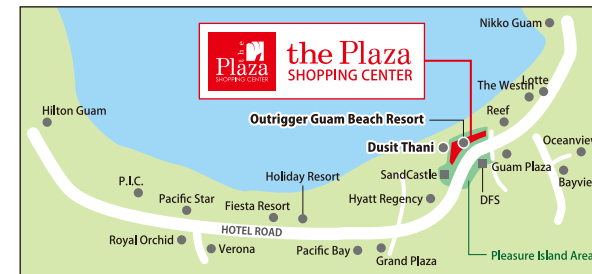 Nikko Guam
the
Plaza
SHOPPING CENTER
the Plaza
SHOPPING CENTER
The Westin
Lotte
Hilton Guam
Reef
Outrigger Guam Beach Resort
Dusit Thani
Oceanview
Guam Plaza
SandCastle
Bayview
Holiday Resort
P.I.C.
Pacific Star
Hyatt Regency
DFS
Fiesta Resort
HOTEL ROAD
Royal Orchid
Verona
Pacific Bay
Grand Plaza
Pleasure Island Area